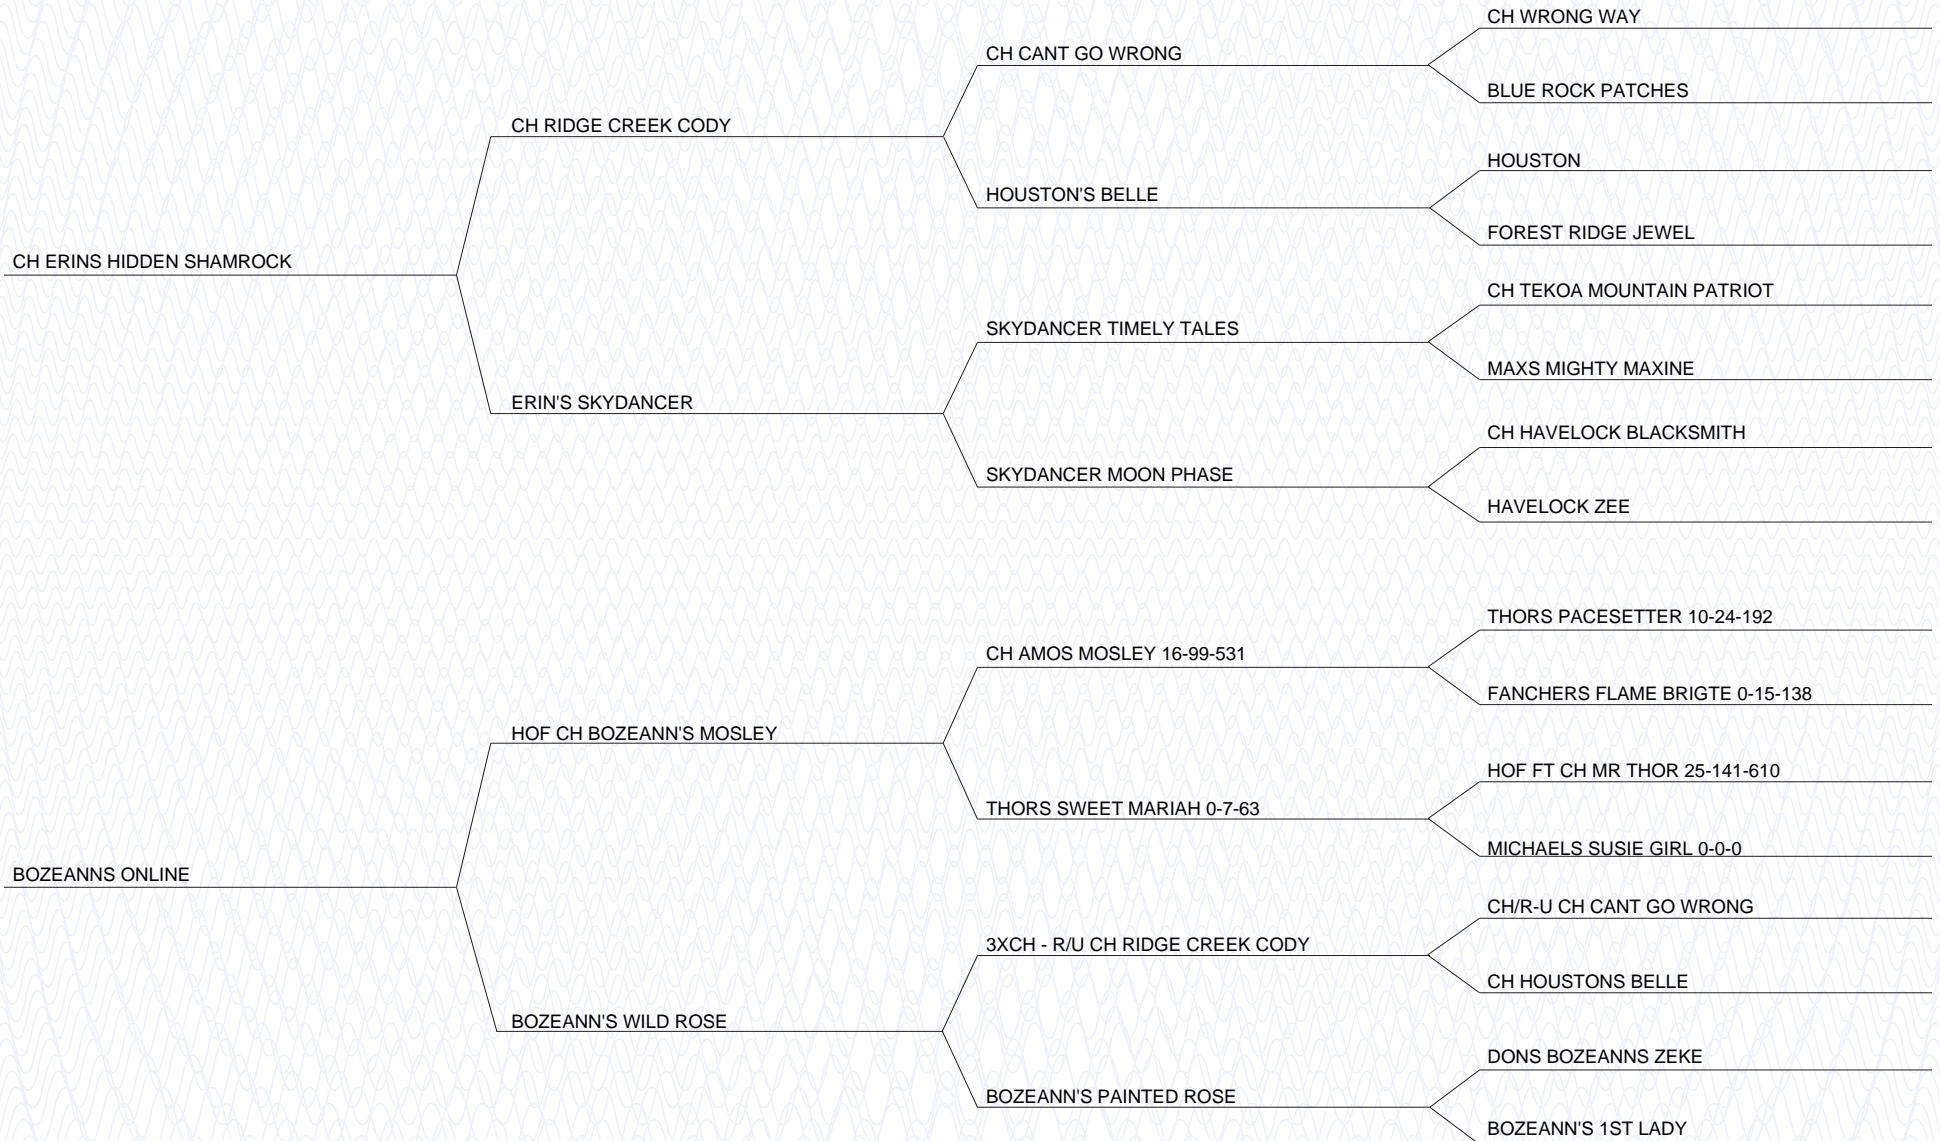 CH WRONG WAY
CH CANT GO WRONG
BLUE ROCK PATCHES
CH RIDGE CREEK CODY
HOUSTON
HOUSTON'S BELLE
FOREST RIDGE JEWEL
CH ERINS HIDDEN SHAMROCK
CH TEKOA MOUNTAIN PATRIOT
SKYDANCER TIMELY TALES
MAXS MIGHTY MAXINE
ERIN'S SKYDANCER
CH HAVELOCK BLACKSMITH
SKYDANCER MOON PHASE
HAVELOCK ZEE
THORS PACESETTER 10-24-192
CH AMOS MOSLEY 16-99-531
FANCHERS FLAME BRIGTE 0-15-138
HOF CH BOZEANN'S MOSLEY
HOF FT CH MR THOR 25-141-610
THORS SWEET MARIAH 0-7-63
MICHAELS SUSIE GIRL 0-0-0
BOZEANNS ONLINE
CH/R-U CH CANT GO WRONG
3XCH - R/U CH RIDGE CREEK CODY
CH HOUSTONS BELLE
BOZEANN'S WILD ROSE
DONS BOZEANNS ZEKE
BOZEANN'S PAINTED ROSE
BOZEANN'S 1ST LADY